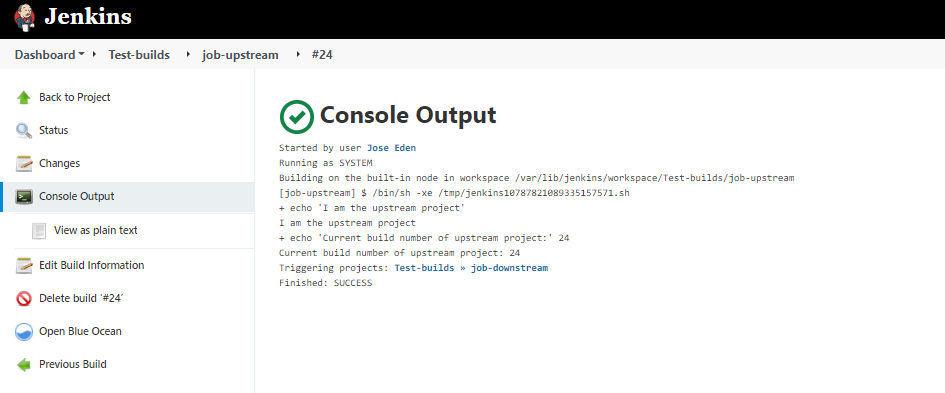 Jenkins
Dashboard Test-builds job-upstream #24
Back to Project
Status
Changes
Console Output
View as plain text
Edit Build Information
Delete build '#24'
Open Blue Ocean
Previous Build
Console Output
Started by user Jose Eden
Running as SYSTEM
Building on the built-in node in workspace /var/lib/jenkins/workspace/Test-builds/job-upstream
[job-upstream] $ /bin/sh -xe /tmp/jenkins10787821089335157571.sh
+ echo 'I am the upstream project'
I am the upstream project
+ echo 'Current build number of upstream project:' 24
Current build number of upstream project: 24
Triggering projects: Test-builds » job-downstream
Finished: SUCCESS